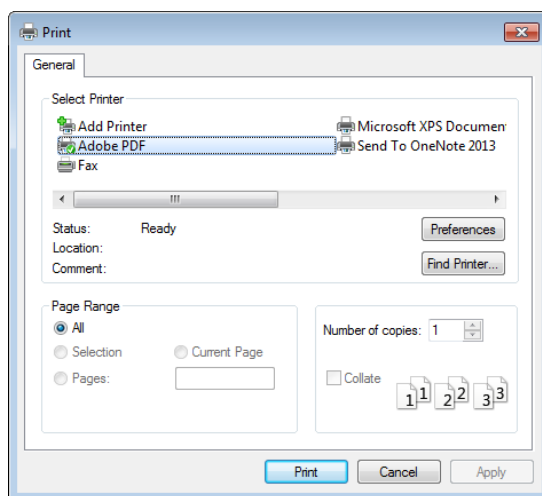 Print
General
Select Printer
Add Printer
Microsoft XPS Documen
Adobe PDF
Send To OneNote 2013
Fax
Status: Ready
Preferences
Location:
Comment:
Find Printer...
Page Range
All
Number of copies: 1
Selection Current Page
Pages:
Collate
1 1 2 2 3 3
Print Cancel Apply